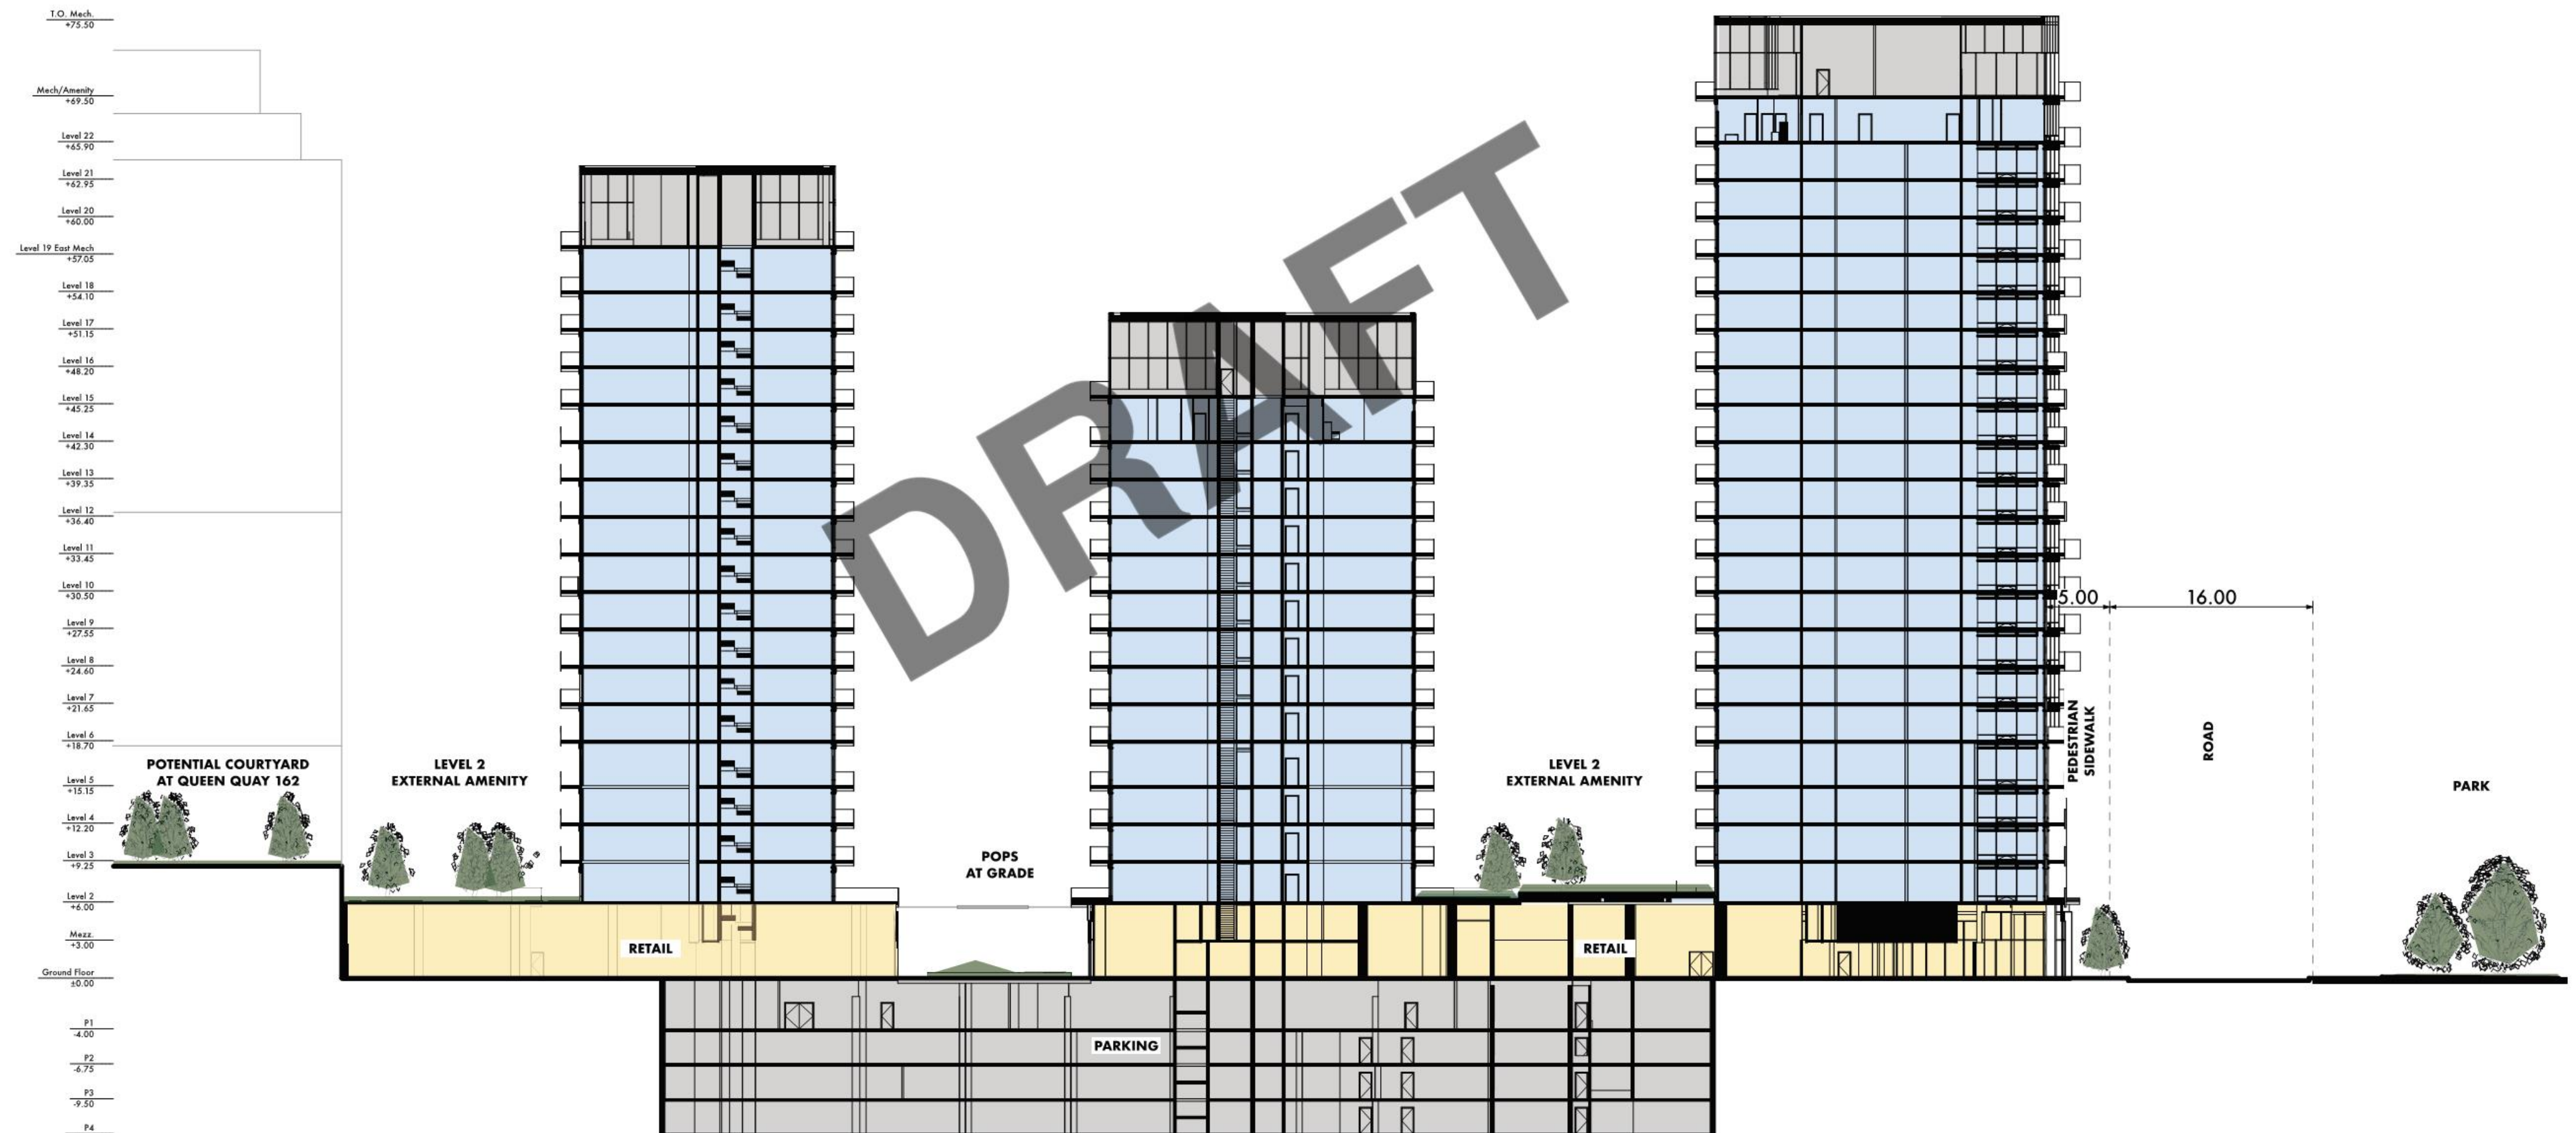 T.O. Mech.
+75.50
Mech/Amenity
+69.50
Level 22
+65.90
Level 21
+62.95
Level 20
+60.00
Level 19 East Mech
+57.05
Level 18
+54.10
Level 17
+51.15
Level 16
+48.20
Level 15
+45.25
Level 14
+42.30
Level 13
+39.35
Level 12
+36.40
Level 11
+33.45
Level 10
+30.50
Level 9
+27.55
Level 8
+24.60
Level 7
+21.65
Level 6
+18.70
Level 5
+15.15
Level 4
+12.20
Level 3
+9.25
Level 2
+6.00
Mezz.
+3.00
Ground Floor
±0.00
P1
-4.00
P2
-6.75
P3
-9.50
P4
POTENTIAL COURTYARD
AT QUEEN QUAY 162
LEVEL 2
EXTERNAL AMENITY
RETAIL
POPS
AT GRADE
PARKING
DRAFT
LEVEL 2
EXTERNAL AMENITY
RETAIL
5.00
16.00
PEDESTRIAN
SIDEWALK
ROAD
PARK